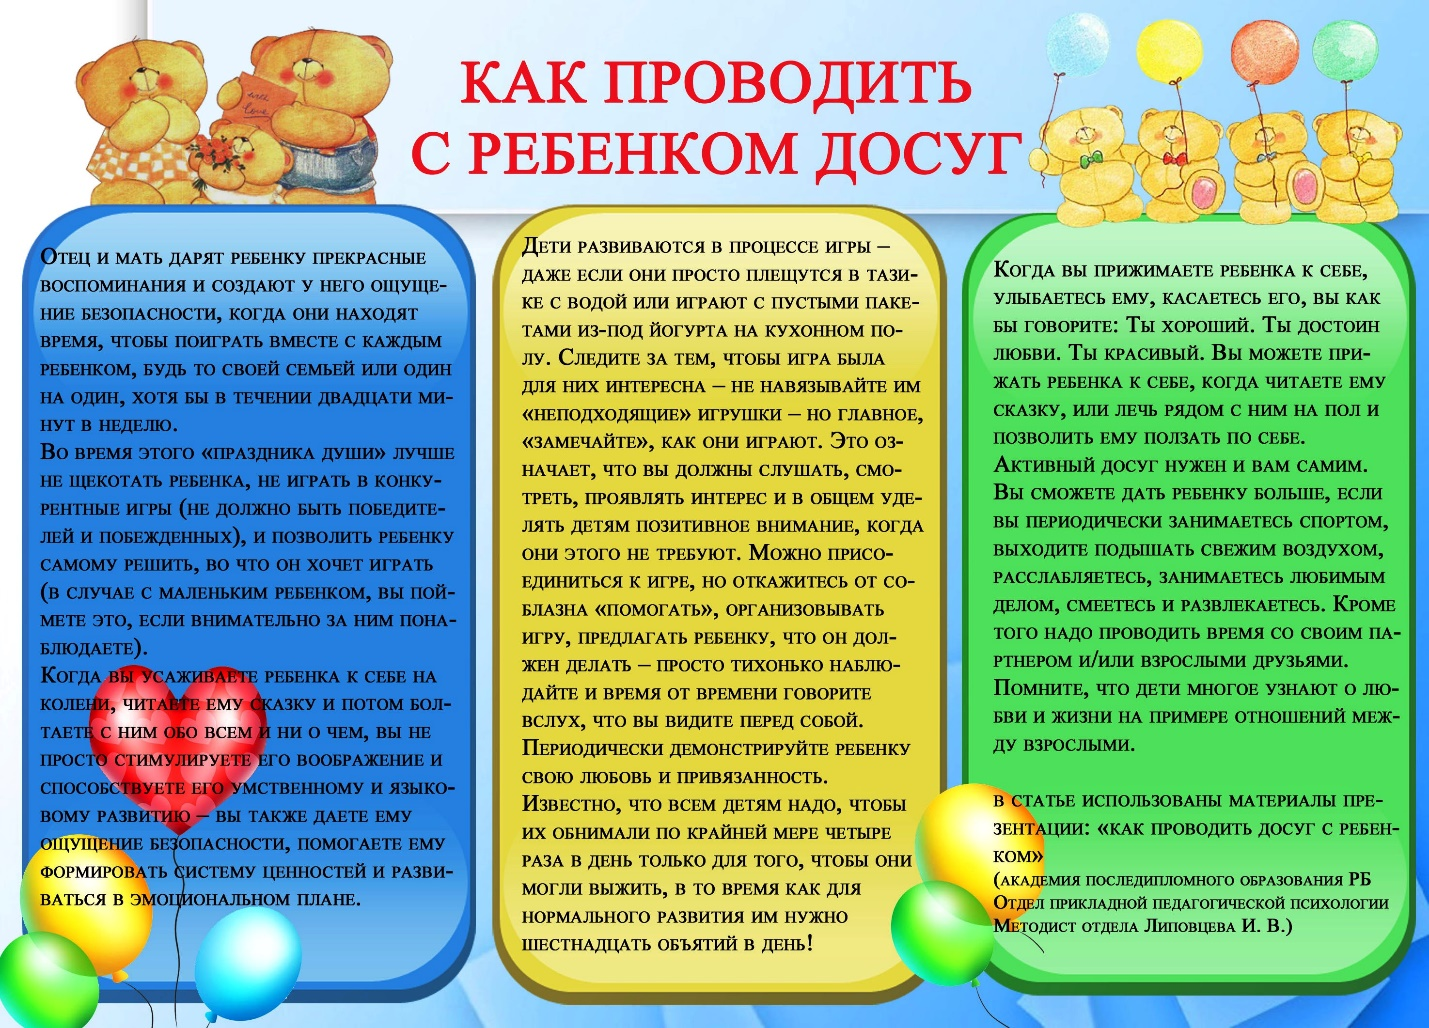 КАК ПРОВОДИТЬ
С РЕБЕНКОМ ДОСУГ
Отец и мать дарят ребенку прекрасные
воспоминания и создают у него ощуще-
ние безопасности, когда они находят
время, чтобы поиграть вместе с каждым
ребенком, будь то своей семьей или один
на один, хотя бы в течении двадцати ми-
нут в неделю.
Во время этого «праздника души» лучше
не щекотать ребенка, не играть в конку-
рентные игры (не должно быть победите-
лей и побежденных), и позволить ребенку
самому решить, во что он хочет играть
(в случае с маленьким ребенком, вы пой-
мете это, если внимательно за ним пона-
блюдаете).
Когда вы усаживаете ребенка к себе на
колени, читаете ему сказку и потом бол-
таете с ним обо всем и ни о чем, вы не
просто стимулируете его воображение и
способствуете его умственному и языко-
вому развитию – вы также даете ему
ощущение безопасности, помогаете ему
формировать систему ценностей и разви-
ваться в эмоциональном плане.
Дети развиваются в процессе игры –
даже если они просто плещутся в тази-
ке с водой или играют с пустыми паке-
тами из-под йогурта на кухонном по-
лу. Следите за тем, чтобы игра была
для них интересна – не навязывайте им
«неподходящие» игрушки – но главное,
«замечайте», как они играют. Это оз-
начает, что вы должны слушать, смо-
треть, проявлять интерес и в общем уде-
лять детям позитивное внимание, когда
они этого не требуют. Можно присо-
единиться к игре, но откажитесь от со-
блазна «помогать», организовывать
игру, предлагать ребенку, что он дол-
жен делать – просто тихонько наблю-
дайте и время от времени говорите
вслух, что вы видите перед собой.
Периодически демонстрируйте ребенку
свою любовь и привязанность.
Известно, что всем детям надо, чтобы
их обнимали по крайней мере четыре
раза в день только для того, чтобы они
могли выжить, в то время как для
нормального развития им нужно
шестнадцать объятий в день!
Когда вы прижимаете ребенка к себе,
улыбаетесь ему, касаетесь его, вы как
бы говорите: Ты хороший. Ты достоин
любви. Ты красивый. Вы можете при-
жать ребенка к себе, когда читаете ему
сказку, или лечь рядом с ним на пол и
позволить ему ползать по себе.
Активный досуг нужен и вам самим.
Вы сможете дать ребенку больше, если
вы периодически занимаетесь спортом,
выходите подышать свежим воздухом,
расслабляетесь, занимаетесь любимым
делом, смеетесь и развлекаетесь. Кроме
того надо проводить время со своим па-
ртнером и/или взрослыми друзьями.
Помните, что дети многое узнают о лю-
бви и жизни на примере отношений меж-
ду взрослыми.
в статье использованы материалы пре-
зентации: «как проводить досуг с ребен-
ком»
(академия последипломного образования РБ
Отдел прикладной педагогической психологии
Методист отдела Липовцева И. В.)